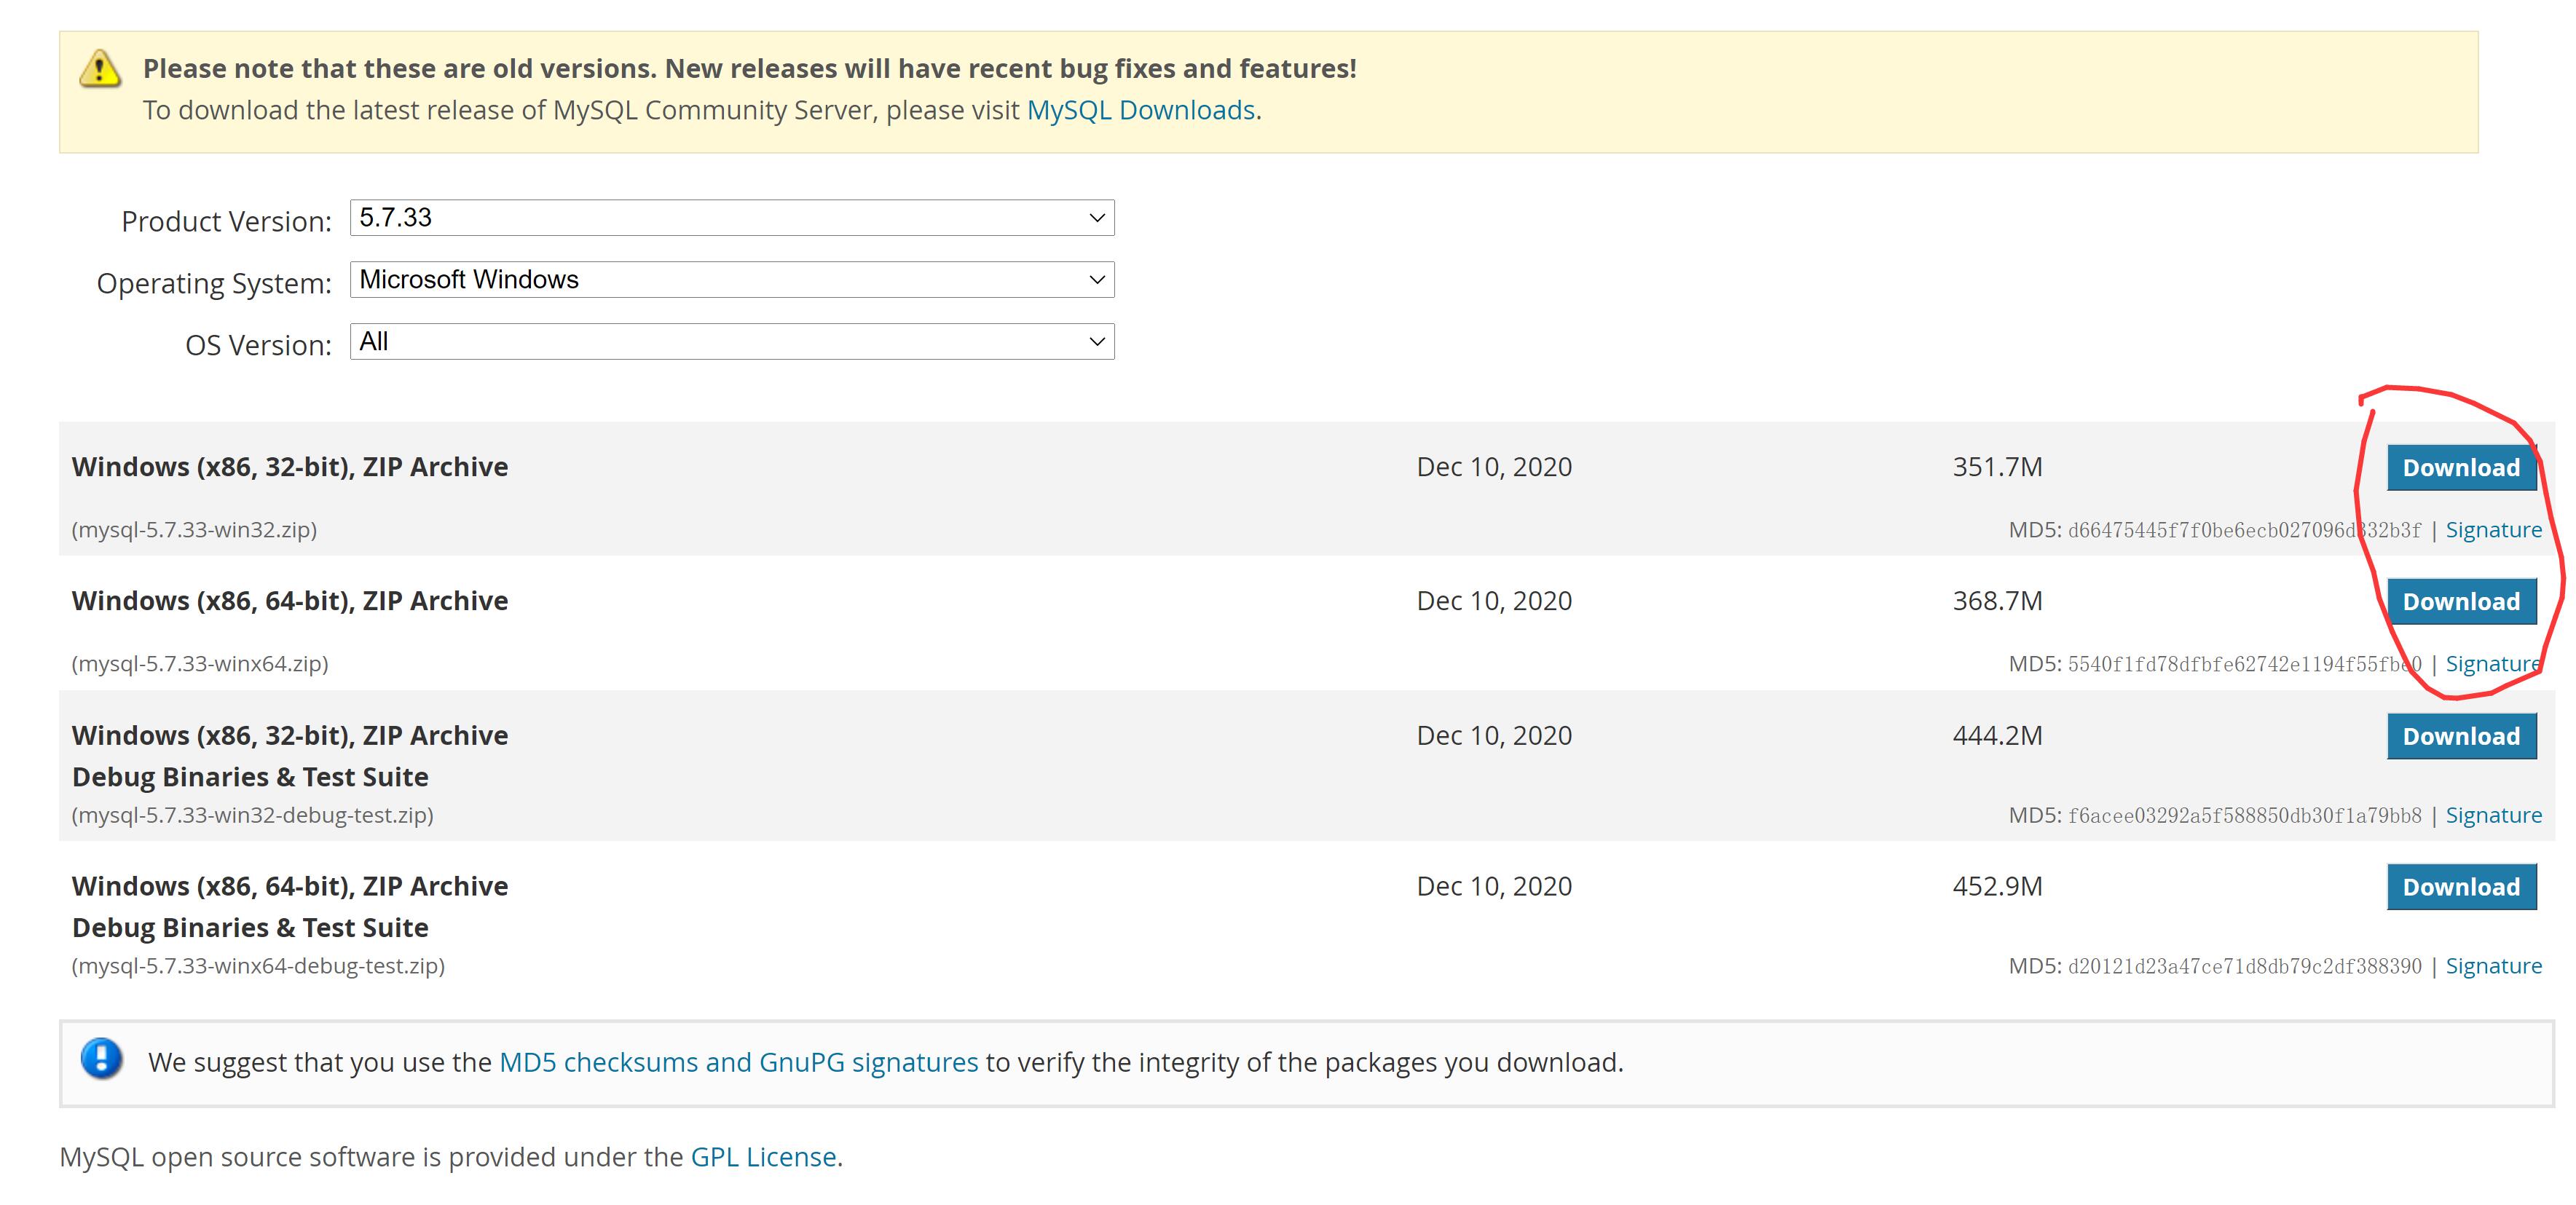 Please note that these are old versions. New releases will have recent bug fixes and features!
To download the latest release of MySQL Community Server, please visit MySQL Downloads.
Product Version: 5.7.33
Operating System: Microsoft Windows
OS Version: All
Windows (x86, 32-bit), ZIP Archive Dec 10, 2020 351.7M Download
(mysql-5.7.33-win32.zip) MD5: d66475445f7f0be6ecb027096d332b3f | Signature
Windows (x86, 64-bit), ZIP Archive Dec 10, 2020 368.7M Download
(mysql-5.7.33-winx64.zip) MD5: 5540f1fd78dfbfe62742e1194f55fbe0 | Signature
Windows (x86, 32-bit), ZIP Archive Dec 10, 2020 444.2M Download
Debug Binaries & Test Suite
(mysql-5.7.33-win32-debug-test.zip) MD5: f6acee03292a5f588850db30f1a79bb8 | Signature
Windows (x86, 64-bit), ZIP Archive Dec 10, 2020 452.9M Download
Debug Binaries & Test Suite
(mysql-5.7.33-winx64-debug-test.zip) MD5: d20121d23a47ce71d8db79c2df388390 | Signature
We suggest that you use the MD5 checksums and GnuPG signatures to verify the integrity of the packages you download.
MySQL open source software is provided under the GPL License.